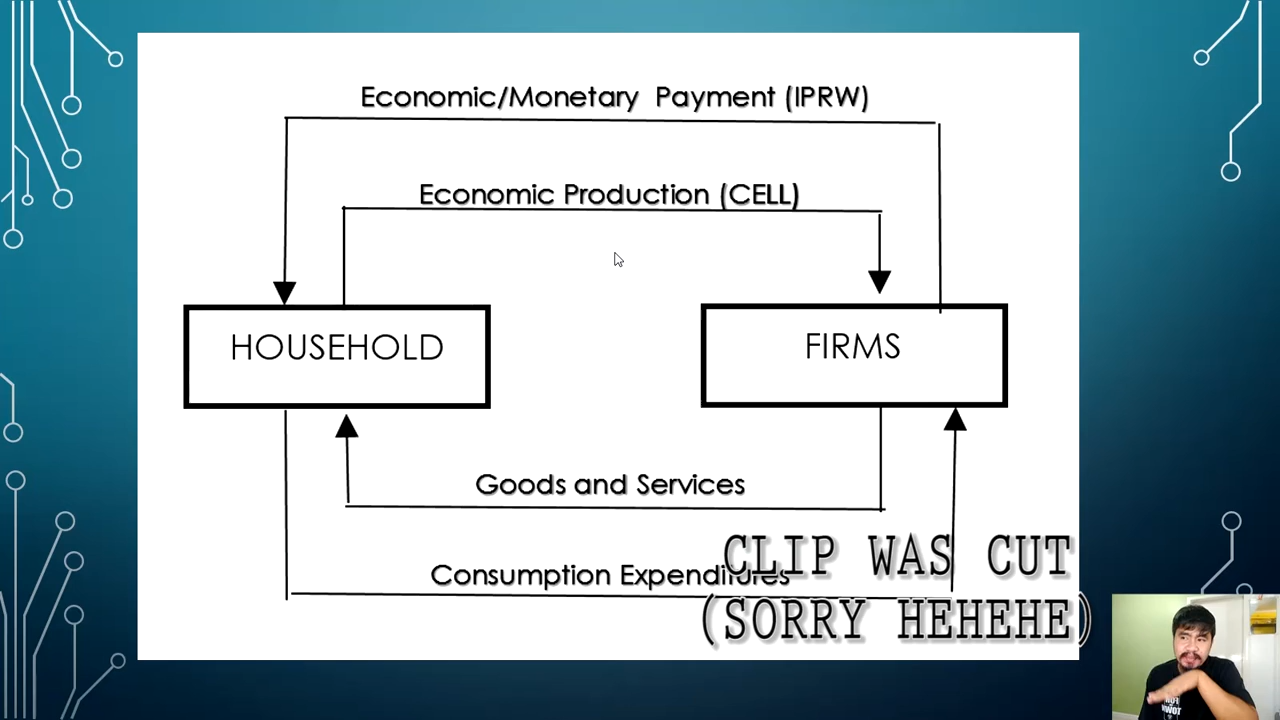 Economic/Monetary Payment (IPRW)
Economic Production (CELL)
HOUSEHOLD
FIRMS
Goods and Services
Consumption Expenditures
CLIP WAS CUT
(SORRY HEHEHE)